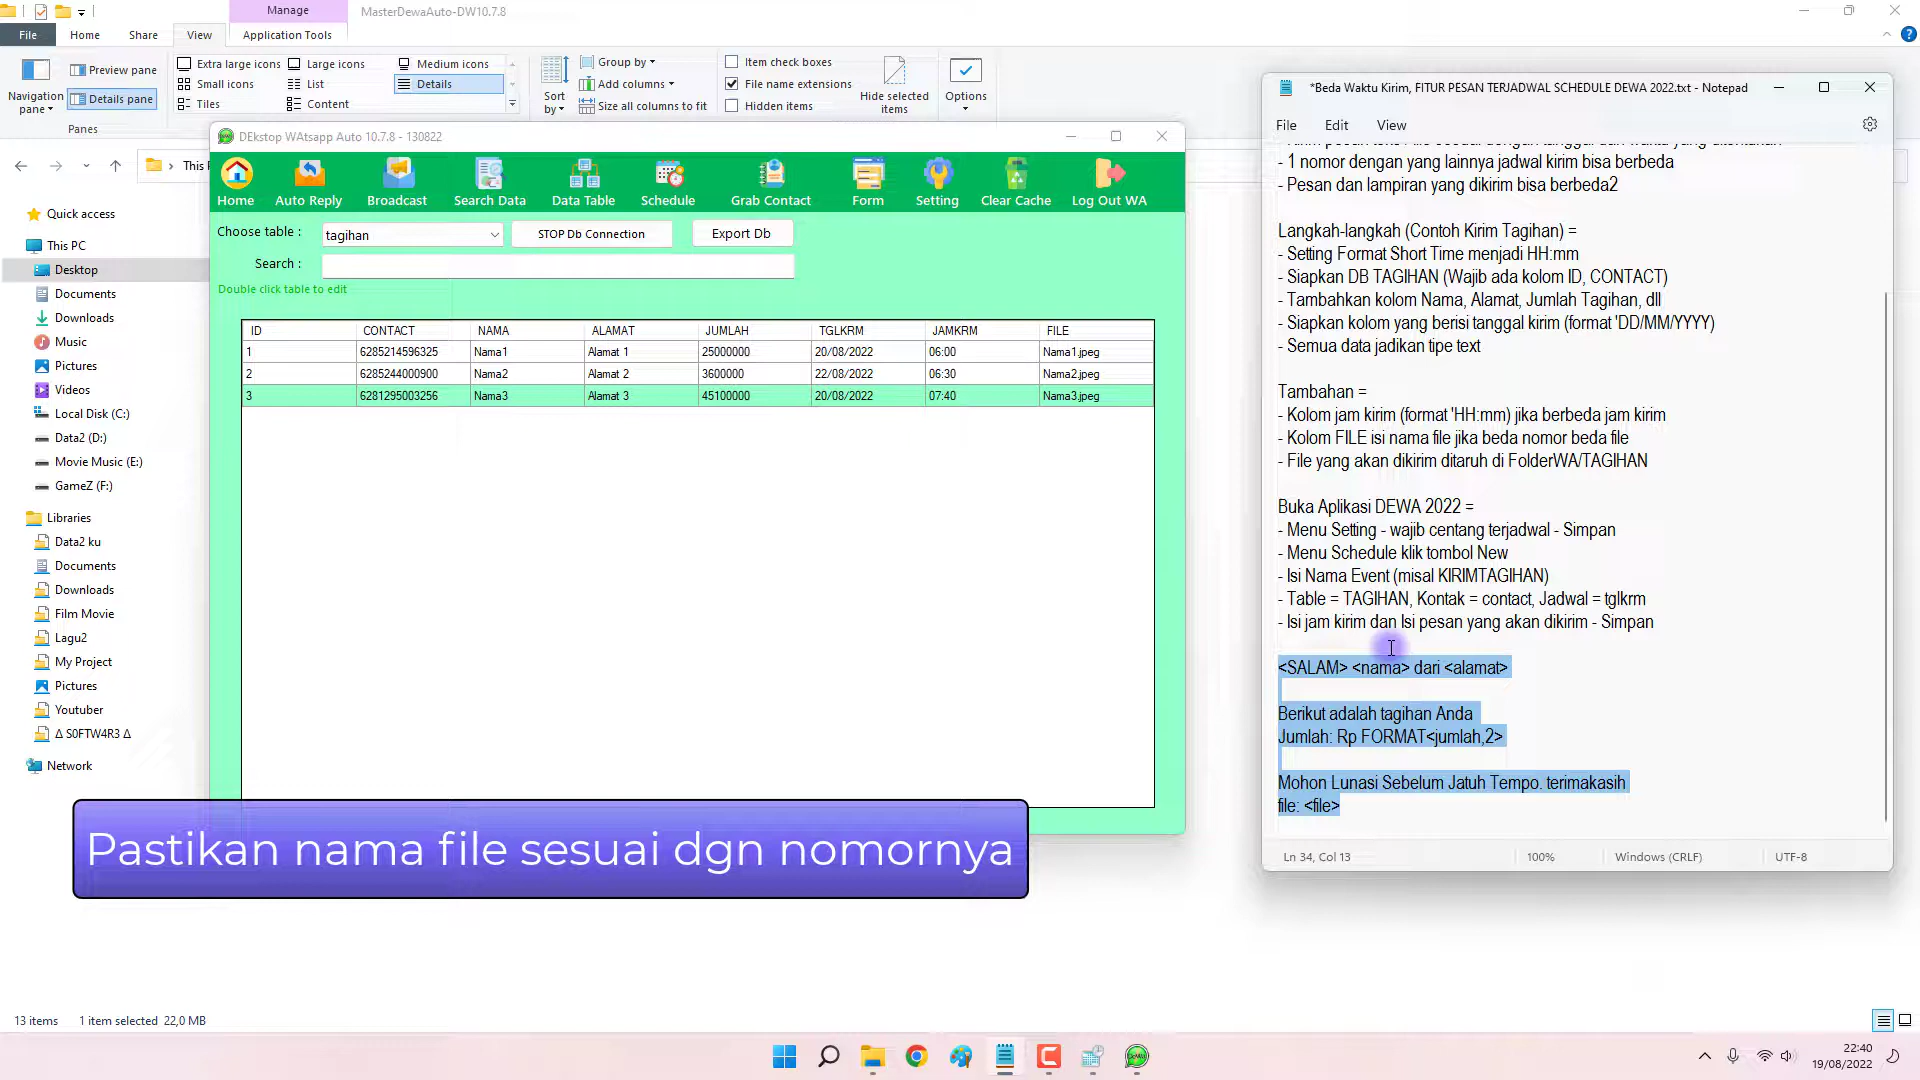 Manage
MasterDewaAuto-DW10.7.8
File
Home
Share
View
Application Tools
Navigation pane
Preview pane
Details pane
Panes
Extra large icons
Large icons
Medium icons
Small icons
List
Details
Tiles
Content
Sort by
Group by
Add columns
Size all columns to fit
Item check boxes
File name extensions
Hidden items
Hide selected items
Options
This P
Quick access
This PC
Desktop
Documents
Downloads
Music
Pictures
Videos
Local Disk (C:)
Data2 (D:)
Movie Music (E:)
GameZ (F:)
Libraries
Data2 ku
Documents
Downloads
Film Movie
Lagu2
My Project
Pictures
Youtuber
Δ S0FTW4R3 Δ
Network
13 items
1 item selected 22,0 MB
DEkstop WAtsapp Auto 10.7.8 - 130822
Home
Auto Reply
Broadcast
Search Data
Data Table
Schedule
Grab Contact
Form
Setting
Clear Cache
Log Out WA
Choose table :
tagihan
STOP Db Connection
Export Db
Search :
Double click table to edit
ID CONTACT NAMA ALAMAT JUMLAH TGLKRM JAMKRM FILE
1 6285214596325 Nama1 Alamat 1 25000000 20/08/2022 06:00 Nama1.jpeg
2 6285244000900 Nama2 Alamat 2 3600000 22/08/2022 06:30 Nama2.jpeg
3 6281295003256 Nama3 Alamat 3 45100000 20/08/2022 07:40 Nama3.jpeg
Pastikan nama file sesuai dgn nomornya
*Beda Waktu Kirim, FITUR PESAN TERJADWAL SCHEDULE DEWA 2022.txt - Notepad
File
Edit
View
- 1 nomor dengan yang lainnya jadwal kirim bisa berbeda
- Pesan dan lampiran yang dikirim bisa berbeda2
Langkah-langkah (Contoh Kirim Tagihan) =
- Setting Format Short Time menjadi HH:mm
- Siapkan DB TAGIHAN (Wajib ada kolom ID, CONTACT)
- Tambahkan kolom Nama, Alamat, Jumlah Tagihan, dll
- Siapkan kolom yang berisi tanggal kirim (format 'DD/MM/YYYY)
- Semua data jadikan tipe text
Tambahan =
- Kolom jam kirim (format 'HH:mm) jika berbeda jam kirim
- Kolom FILE isi nama file jika beda nomor beda file
- File yang akan dikirim ditaruh di FolderWA/TAGIHAN
Buka Aplikasi DEWA 2022 =
- Menu Setting - wajib centang terjadwal - Simpan
- Menu Schedule klik tombol New
- Isi Nama Event (misal KIRIMTAGIHAN)
- Table = TAGIHAN, Kontak = contact, Jadwal = tglkrm
- Isi jam kirim dan Isi pesan yang akan dikirim - Simpan
<SALAM> <nama> dari <alamat>
Berikut adalah tagihan Anda
Jumlah: Rp FORMAT<jumlah,2>
Mohon Lunasi Sebelum Jatuh Tempo. terimakasih
file: <file>
Ln 34, Col 13
100%
Windows (CRLF)
UTF-8
22:40
19/08/2022